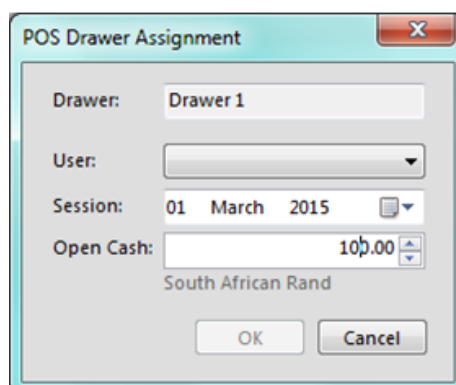 POS Drawer Assignment
Drawer: Drawer 1
User:
Session: 01 March 2015
Open Cash: 100.00
South African Rand
OK Cancel